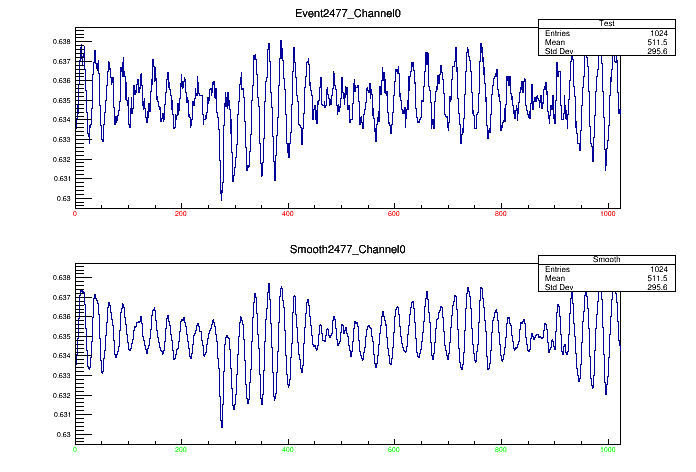 Event2477_Channel0
Test
Entries 1024
Mean 511.5
Std Dev 295.6
0.638
0.637
0.636
0.635
0.634
0.633
0.632
0.631
0.63
0 200 400 600 800 1000
Smooth2477_Channel0
Smooth
Entries 1024
Mean 511.5
Std Dev 295.6
0.638
0.637
0.636
0.635
0.634
0.633
0.632
0.631
0.63
0 200 400 600 800 1000